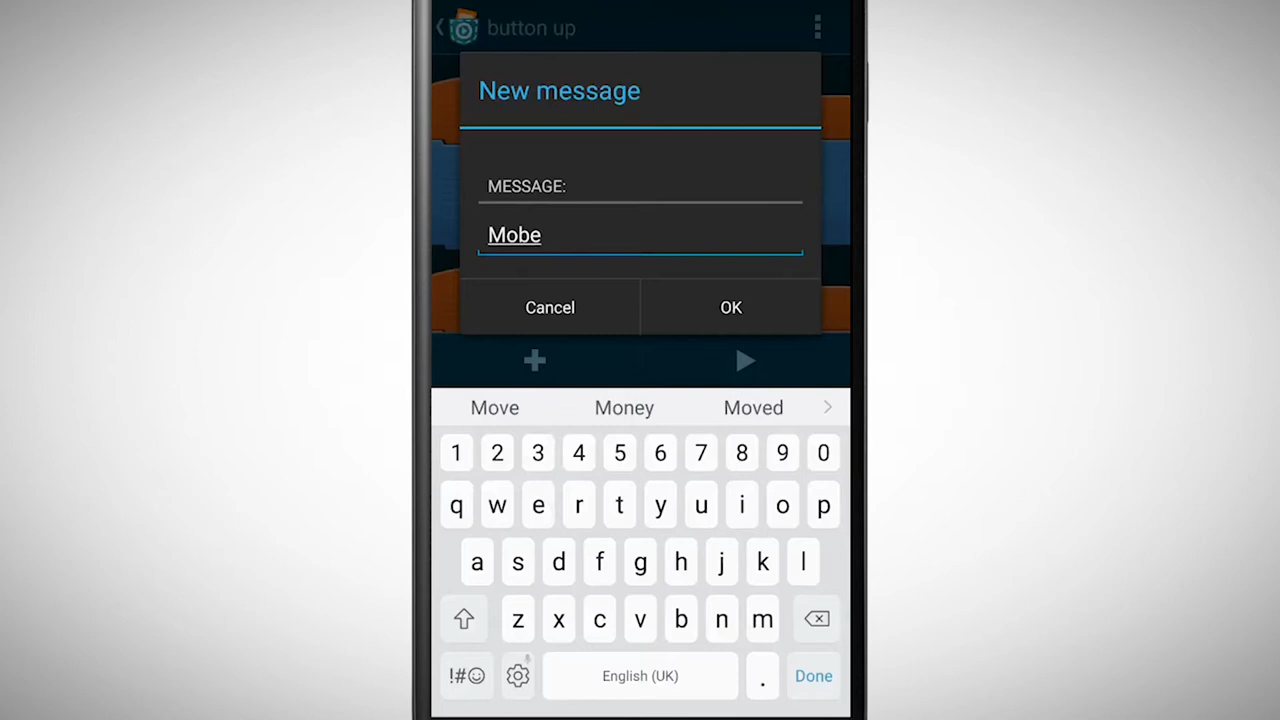 button up
New message
MESSAGE:
Mobe
Cancel OK
Move Money Moved
1 2 3 4 5 6 7 8 9 0
q w e r t y u i o p
a s d f g h j k l
z x c v b n m
!#☺ English (UK) . Done